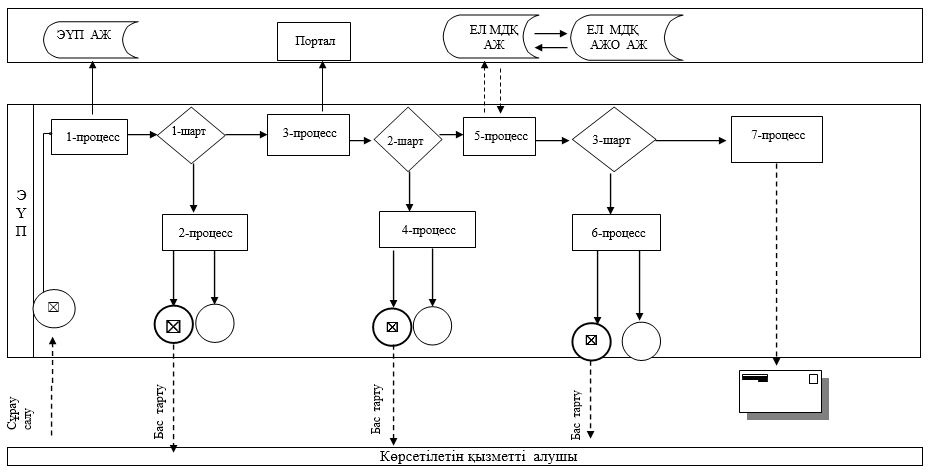 ЭҮП АЖ
Портал
ЕЛ МДҚ
АЖ
ЕЛ МДҚ
АЖО АЖ
1-процесс
1-шарт
3-процесс
2-шарт
5-процесс
3-шарт
7-процесс
Э
Ү
П
2-процесс
4-процесс
6-процесс
Сұрау
салу
Бас тарту
Бас тарту
Бас тарту
Көрсетілетін қызметті алушы